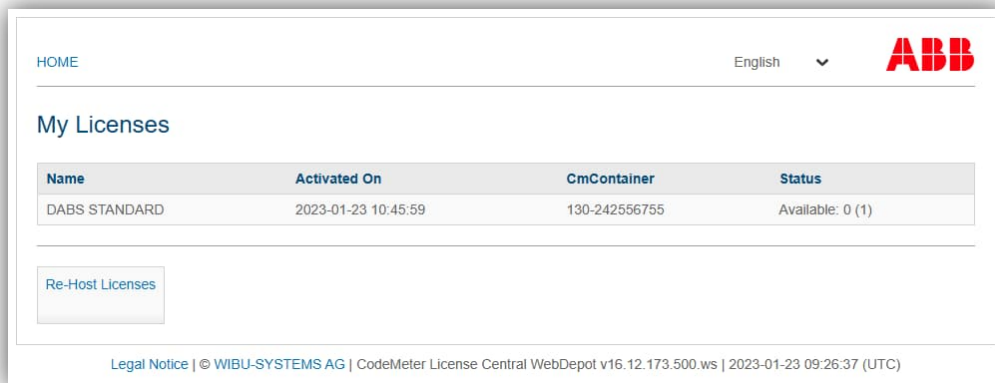 HOME English ABB
My Licenses
Name Activated On CmContainer Status
DABS STANDARD 2023-01-23 10:45:59 130-242556755 Available: 0 (1)
Re-Host Licenses
Legal Notice | © WIBU-SYSTEMS AG | CodeMeter License Central WebDepot v16.12.173.500.ws | 2023-01-23 09:26:37 (UTC)